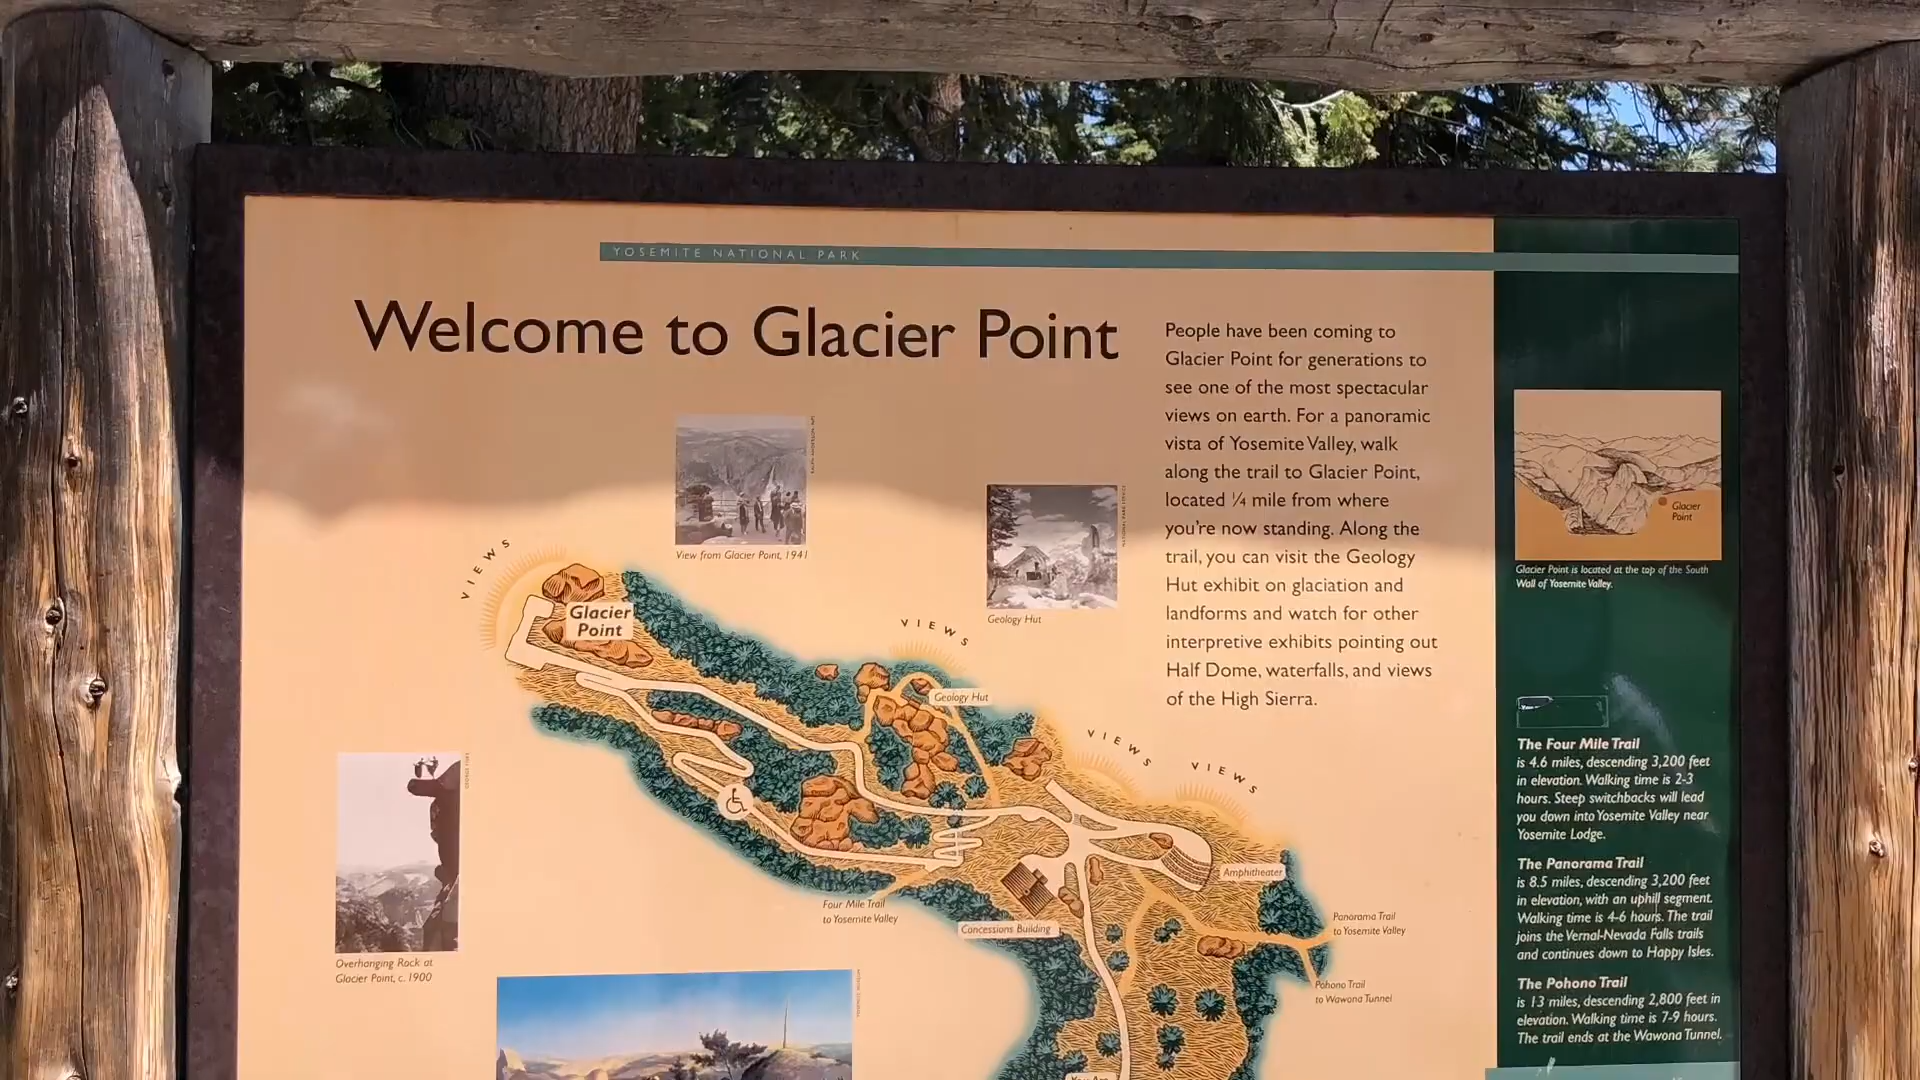 YOSEMITE NATIONAL PARK
Welcome to Glacier Point
People have been coming to
Glacier Point for generations to
see one of the most spectacular
views on earth. For a panoramic
vista of Yosemite Valley, walk
along the trail to Glacier Point,
located ¼ mile from where
you're now standing. Along the
trail, you can visit the Geology
Hut exhibit on glaciation and
landforms and watch for other
interpretive exhibits pointing out
Half Dome, waterfalls, and views
of the High Sierra.
View from Glacier Point, 1941
Geology Hut
VIEWS
Glacier
Point
VIEWS
Geology Hut
VIEWS
VIEWS
Amphitheater
Four Mile Trail
to Yosemite Valley
Concessions Building
Panorama Trail
to Yosemite Valley
Pohono Trail
to Wawona Tunnel
You Are
Overhanging Rock at
Glacier Point, c. 1900
Glacier
Point
Glacier Point is located at the top of the South
Wall of Yosemite Valley.
The Four Mile Trail
is 4.6 miles, descending 3,200 feet
in elevation. Walking time is 2-3
hours. Steep switchbacks will lead
you down into Yosemite Valley near
Yosemite Lodge.
The Panorama Trail
is 8.5 miles, descending 3,200 feet
in elevation, with an uphill segment.
Walking time is 4-6 hours. The trail
joins the Vernal-Nevada Falls trails
and continues down to Happy Isles.
The Pohono Trail
is 13 miles, descending 2,800 feet in
elevation. Walking time is 7-9 hours.
The trail ends at the Wawona Tunnel.